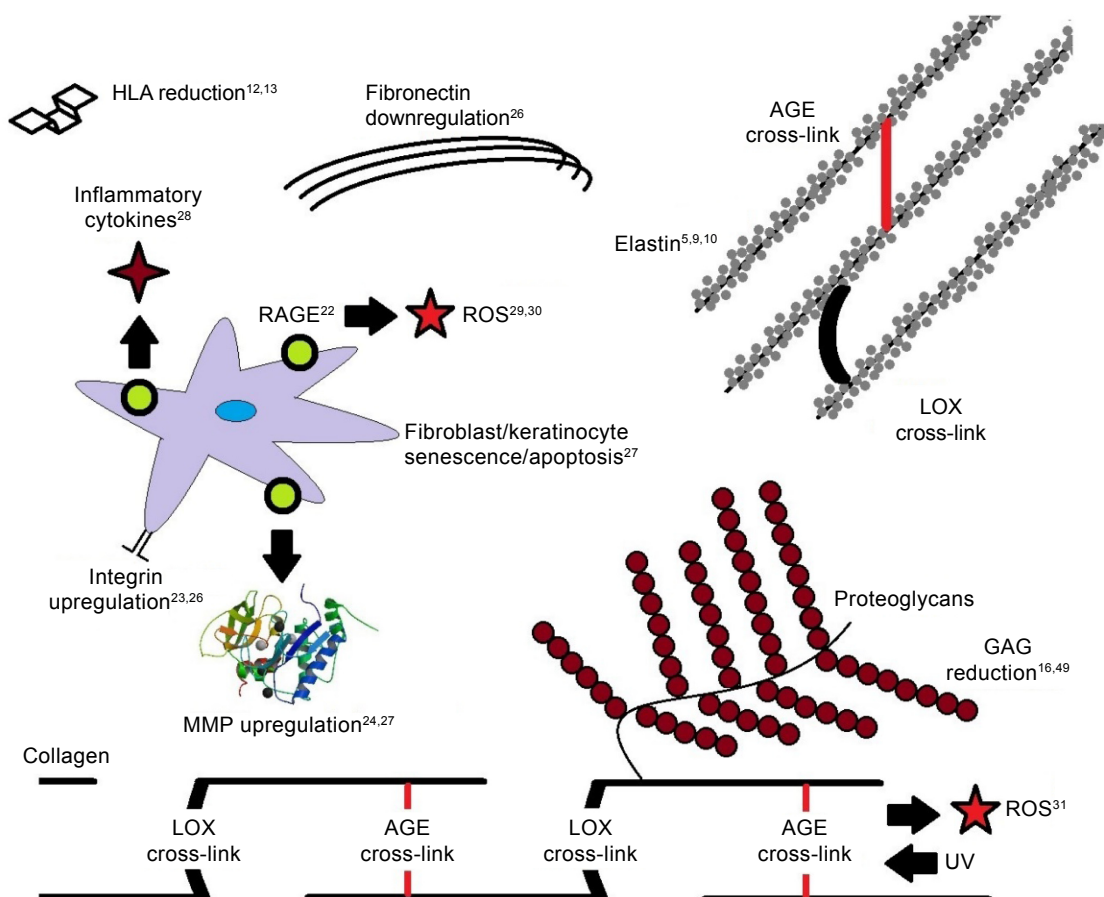 HLA reduction12,13
Fibronectin
downregulation26
AGE
cross-link
Inflammatory
cytokines28
Elastin5,9,10
RAGE22
ROS29,30
LOX
cross-link
Fibroblast/keratinocyte
senescence/apoptosis27
Integrin
upregulation23,26
Proteoglycans
GAG
reduction16,49
MMP upregulation24,27
Collagen
LOX
cross-link
AGE
cross-link
LOX
cross-link
AGE
cross-link
ROS31
UV